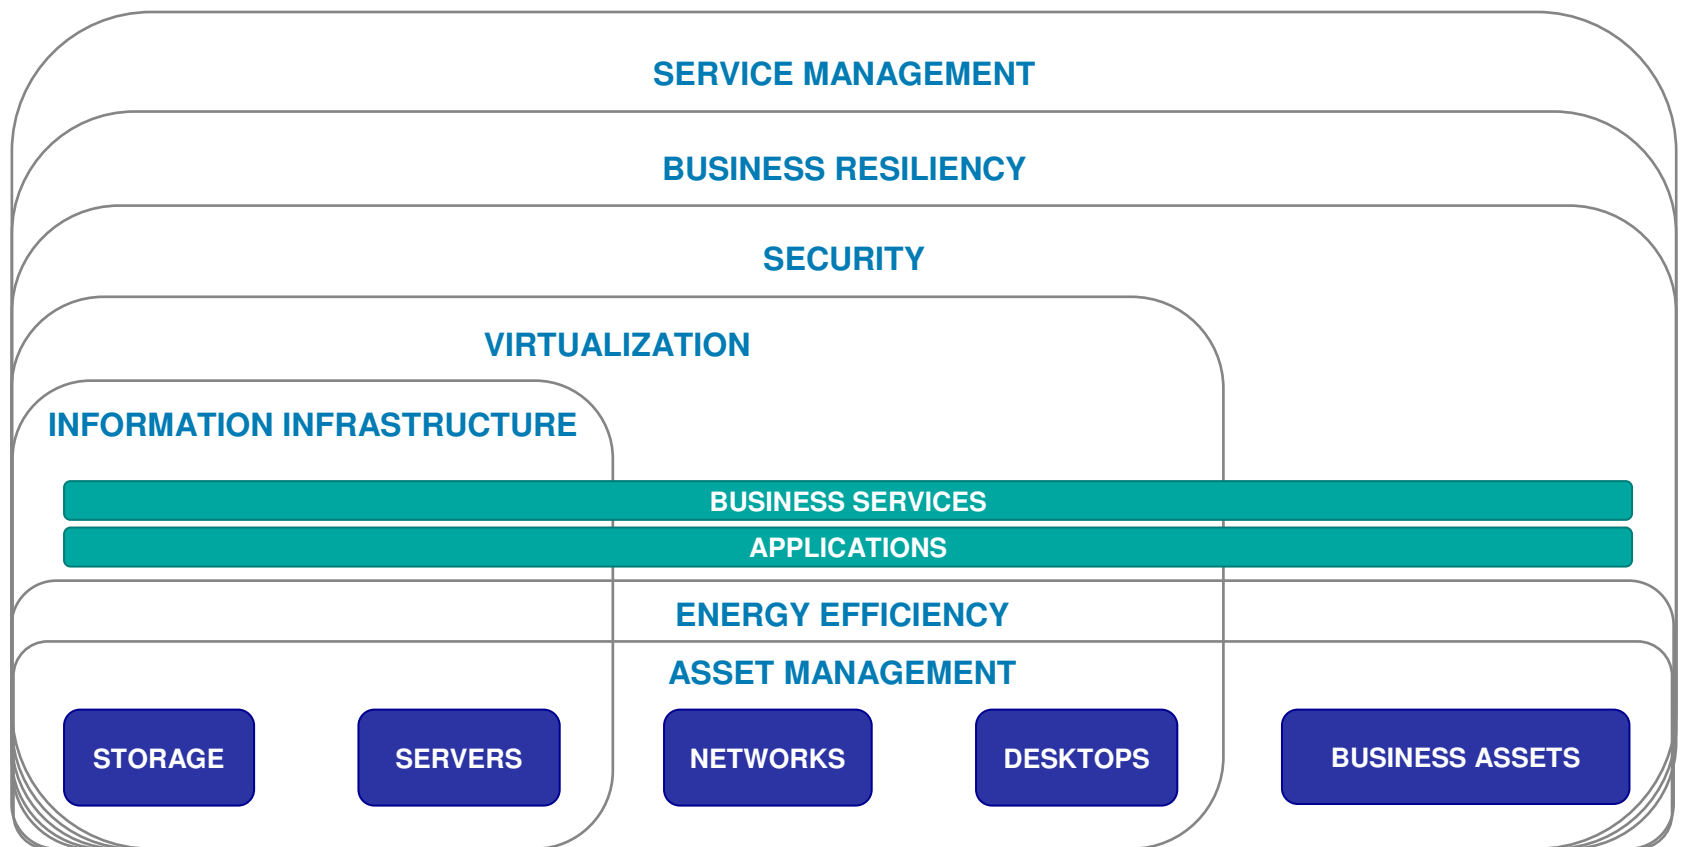 SERVICE MANAGEMENT
BUSINESS RESILIENCY
SECURITY
VIRTUALIZATION
INFORMATION INFRASTRUCTURE
BUSINESS SERVICES
APPLICATIONS
ENERGY EFFICIENCY
ASSET MANAGEMENT
STORAGE
SERVERS
NETWORKS
DESKTOPS
BUSINESS ASSETS